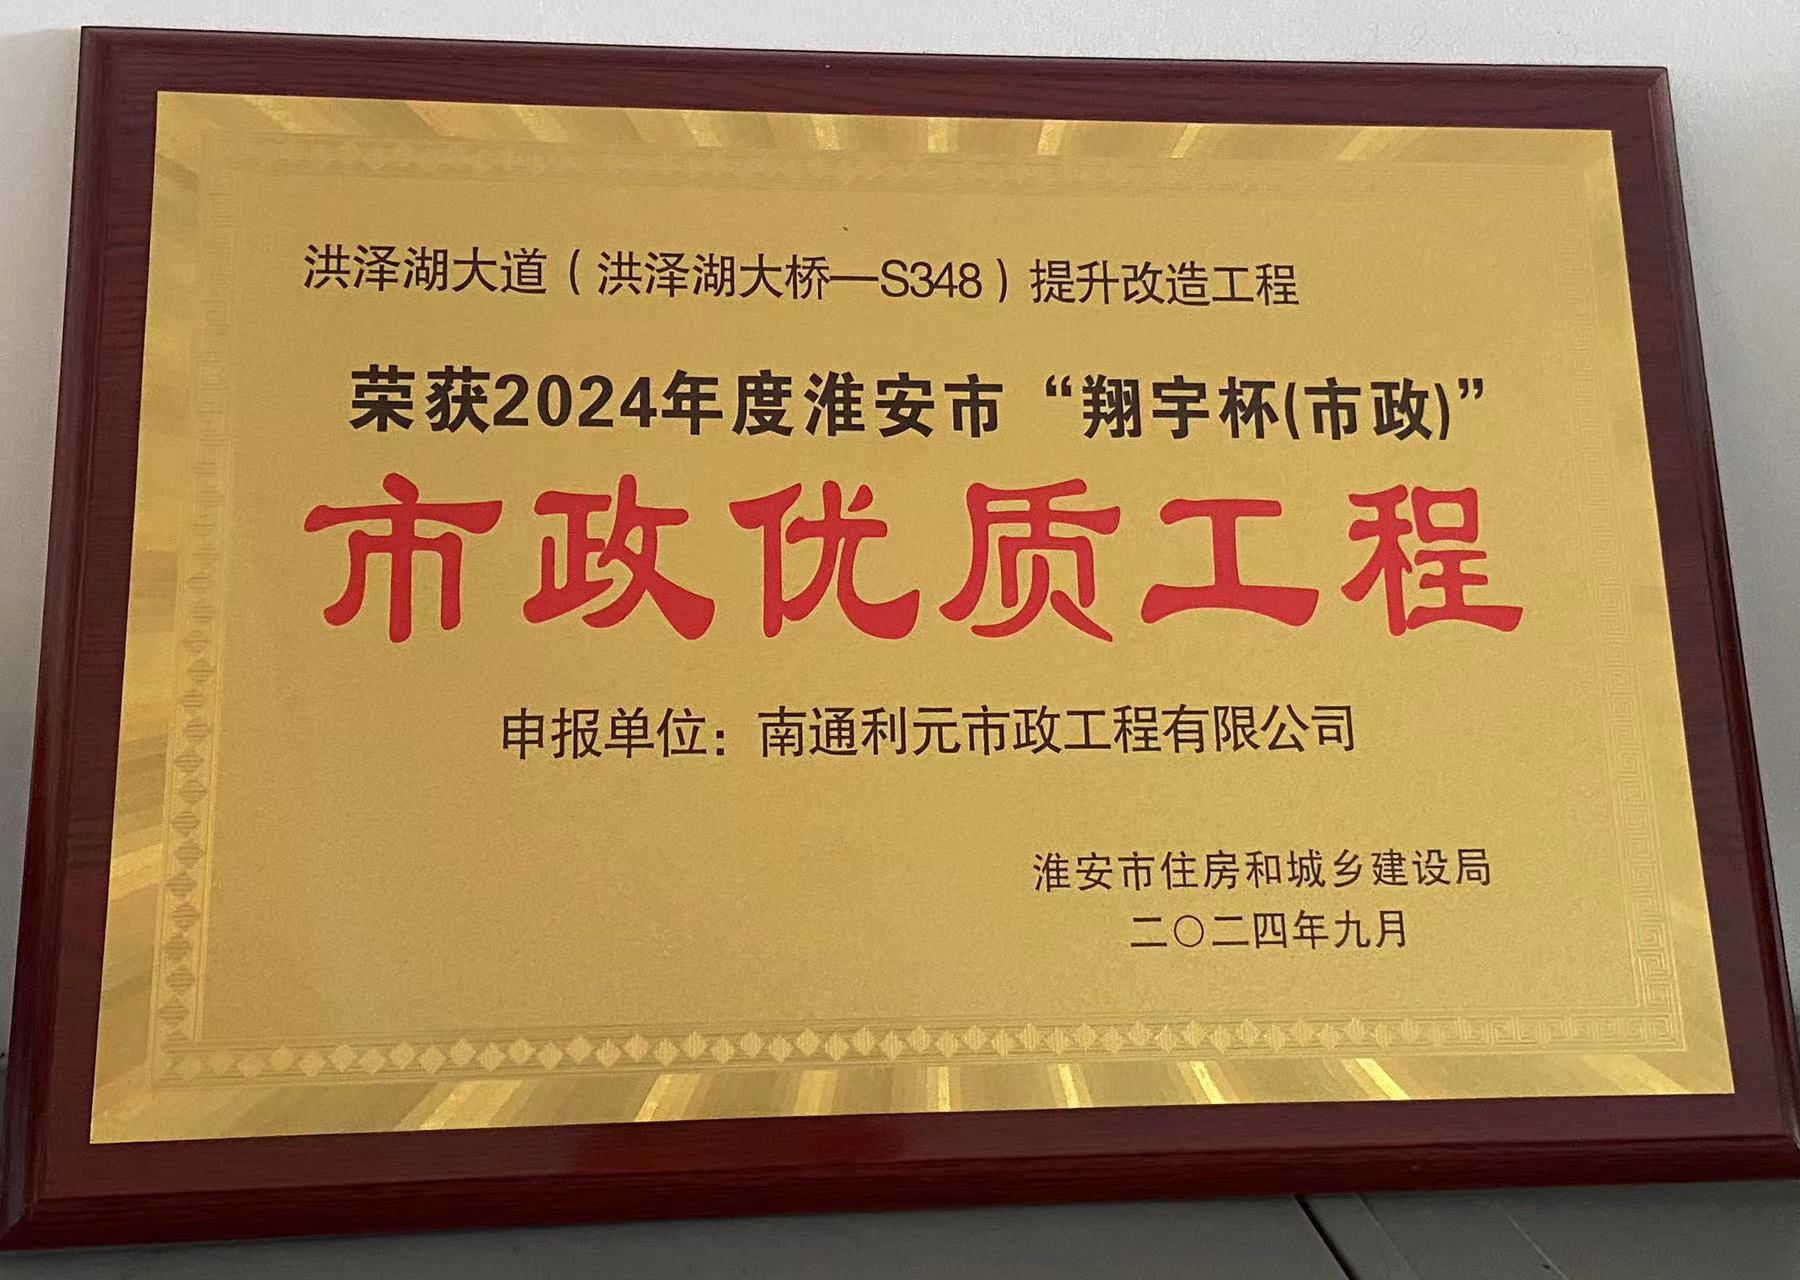 洪泽湖大道（洪泽湖大桥—S348）提升改造工程
荣获2024年度淮安市“翔宇杯(市政)”
市政优质工程
申报单位：南通利元市政工程有限公司
淮安市住房和城乡建设局
二〇二四年九月